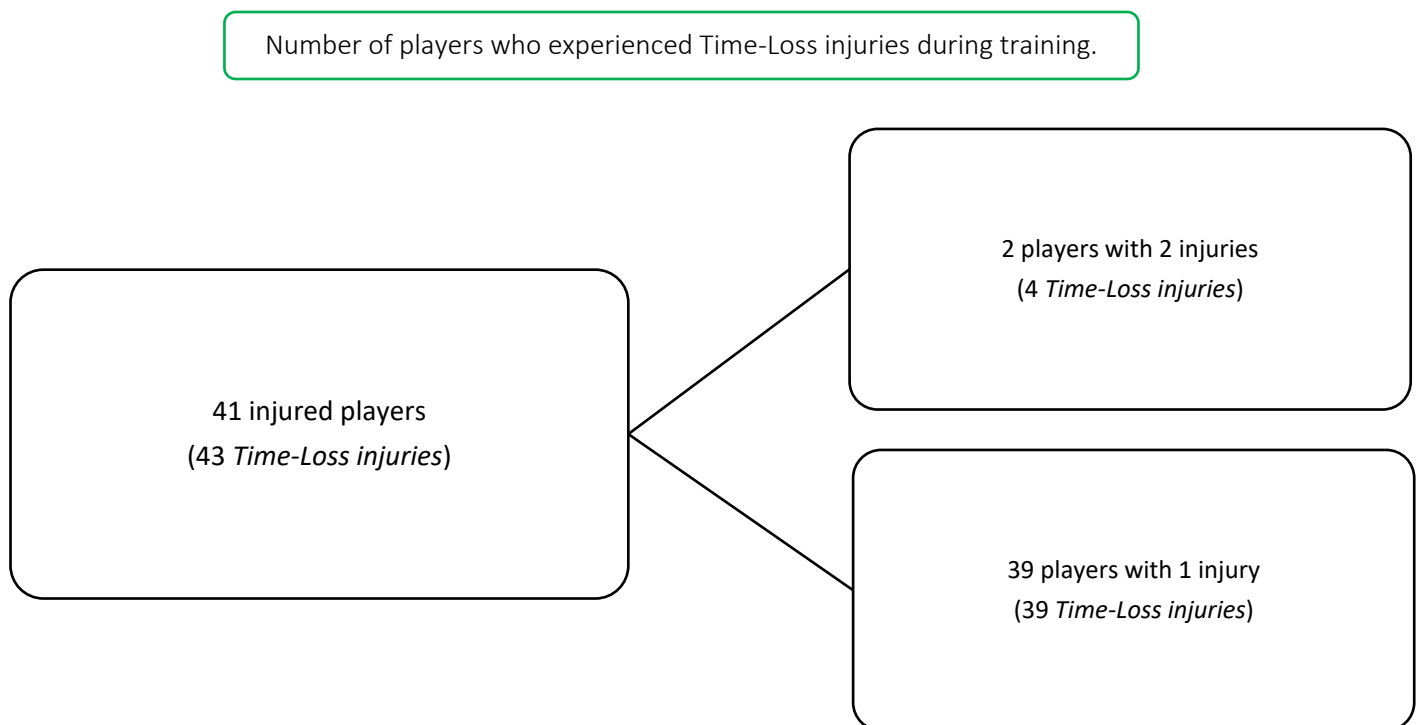 Number of players who experienced Time-Loss injuries during training.
2 players with 2 injuries
(4 Time-Loss injuries)
41 injured players
(43 Time-Loss injuries)
39 players with 1 injury
(39 Time-Loss injuries)